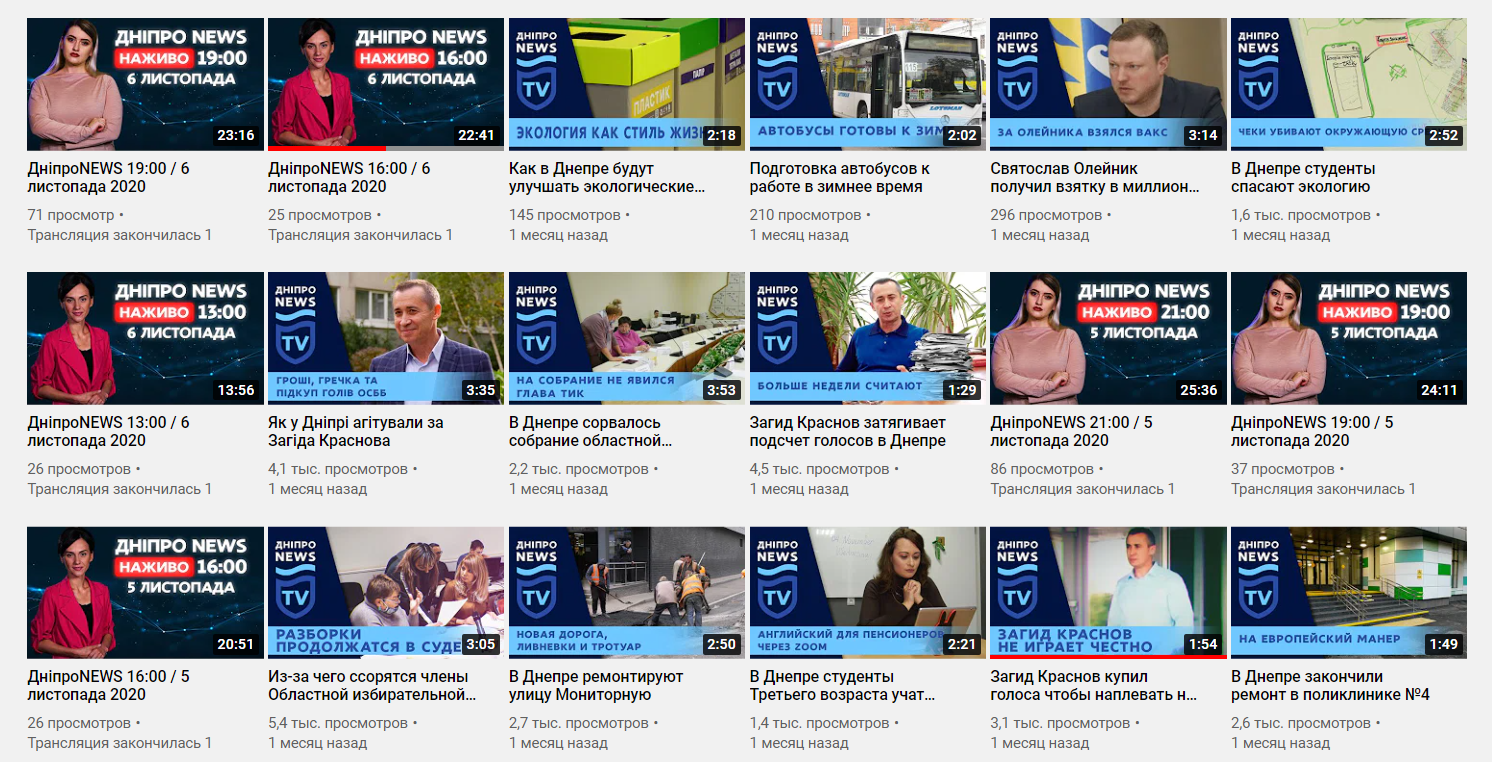 ДНІПРО NEWS
НАЖИВО 19:00
6 ЛИСТОПАДА
23:16
ДніпроNEWS 19:00 / 6
листопада 2020
71 просмотр •
Трансляция закончилась 1
ДНІПРО NEWS
НАЖИВО 16:00
6 ЛИСТОПАДА
22:41
ДніпроNEWS 16:00 / 6
листопада 2020
25 просмотров •
Трансляция закончилась 1
ДНІПРО
NEWS
TV
ПЛАСТИК
ПАПІР
ЭКОЛОГИЯ КАК СТИЛЬ ЖИЗН
2:18
Как в Днепре будут
улучшать экологические…
145 просмотров •
1 месяц назад
ДНІПРО
NEWS
TV
115
LOTSMAN
АВТОБУСЫ ГОТОВЫ К ЗИМ
2:02
Подготовка автобусов к
работе в зимнее время
210 просмотров •
1 месяц назад
ДНІПРО
NEWS
TV
ЗА ОЛЕЙНИКА ВЗЯЛСЯ ВАКС
3:14
Святослав Олейник
получил взятку в миллион…
296 просмотров •
1 месяц назад
ДНІПРО
NEWS
TV
ЧЕКИ УБИВАЮТ ОКРУЖАЮЩУЮ СР
2:52
В Днепре студенты
спасают экологию
1,6 тыс. просмотров •
1 месяц назад
ДНІПРО NEWS
НАЖИВО 13:00
6 ЛИСТОПАДА
13:56
ДніпроNEWS 13:00 / 6
листопада 2020
26 просмотров •
Трансляция закончилась 1
ДНІПРО
NEWS
TV
ГРОШІ, ГРЕЧКА ТА
ПІДКУП ГОЛІВ ОСББ
3:35
Як у Дніпрі агітували за
Загіда Краснова
4,1 тыс. просмотров •
1 месяц назад
ДНІПРО
NEWS
TV
НА СОБРАНИЕ НЕ ЯВИЛСЯ
ГЛАВА ТИК
3:53
В Днепре сорвалось
собрание областной…
2,2 тыс. просмотров •
1 месяц назад
ДНІПРО
NEWS
TV
БОЛЬШЕ НЕДЕЛИ СЧИТАЮТ
1:29
Загид Краснов затягивает
подсчет голосов в Днепре
4,5 тыс. просмотров •
1 месяц назад
ДНІПРО NEWS
НАЖИВО 21:00
5 ЛИСТОПАДА
25:36
ДніпроNEWS 21:00 / 5
листопада 2020
86 просмотров •
Трансляция закончилась 1
ДНІПРО NEWS
НАЖИВО 19:00
5 ЛИСТОПАДА
24:11
ДніпроNEWS 19:00 / 5
листопада 2020
37 просмотров •
Трансляция закончилась 1
ДНІПРО NEWS
НАЖИВО 16:00
5 ЛИСТОПАДА
20:51
ДніпроNEWS 16:00 / 5
листопада 2020
26 просмотров •
Трансляция закончилась 1
ДНІПРО
NEWS
TV
РАЗБОРКИ
ПРОДОЛЖАТСЯ В СУДЕ
3:05
Из-за чего ссорятся члены
Областной избирательной…
5,4 тыс. просмотров •
1 месяц назад
ДНІПРО
NEWS
TV
НОВАЯ ДОРОГА,
ЛИВНЕВКИ И ТРОТУАР
2:50
В Днепре ремонтируют
улицу Мониторную
2,7 тыс. просмотров •
1 месяц назад
ДНІПРО
NEWS
TV
АНГЛИЙСКИЙ ДЛЯ ПЕНСИОНЕРОВ
ЧЕРЕЗ ZOOM
2:21
В Днепре студенты
Третьего возраста учат…
1,4 тыс. просмотров •
1 месяц назад
ДНІПРО
NEWS
TV
ЗАГИД КРАСНОВ
НЕ ИГРАЕТ ЧЕСТНО
1:54
Загид Краснов купил
голоса чтобы наплевать н…
3,1 тыс. просмотров •
1 месяц назад
ДНІПРО
NEWS
TV
НА ЕВРОПЕЙСКИЙ МАНЕР
1:49
В Днепре закончили
ремонт в поликлинике №4
2,6 тыс. просмотров •
1 месяц назад